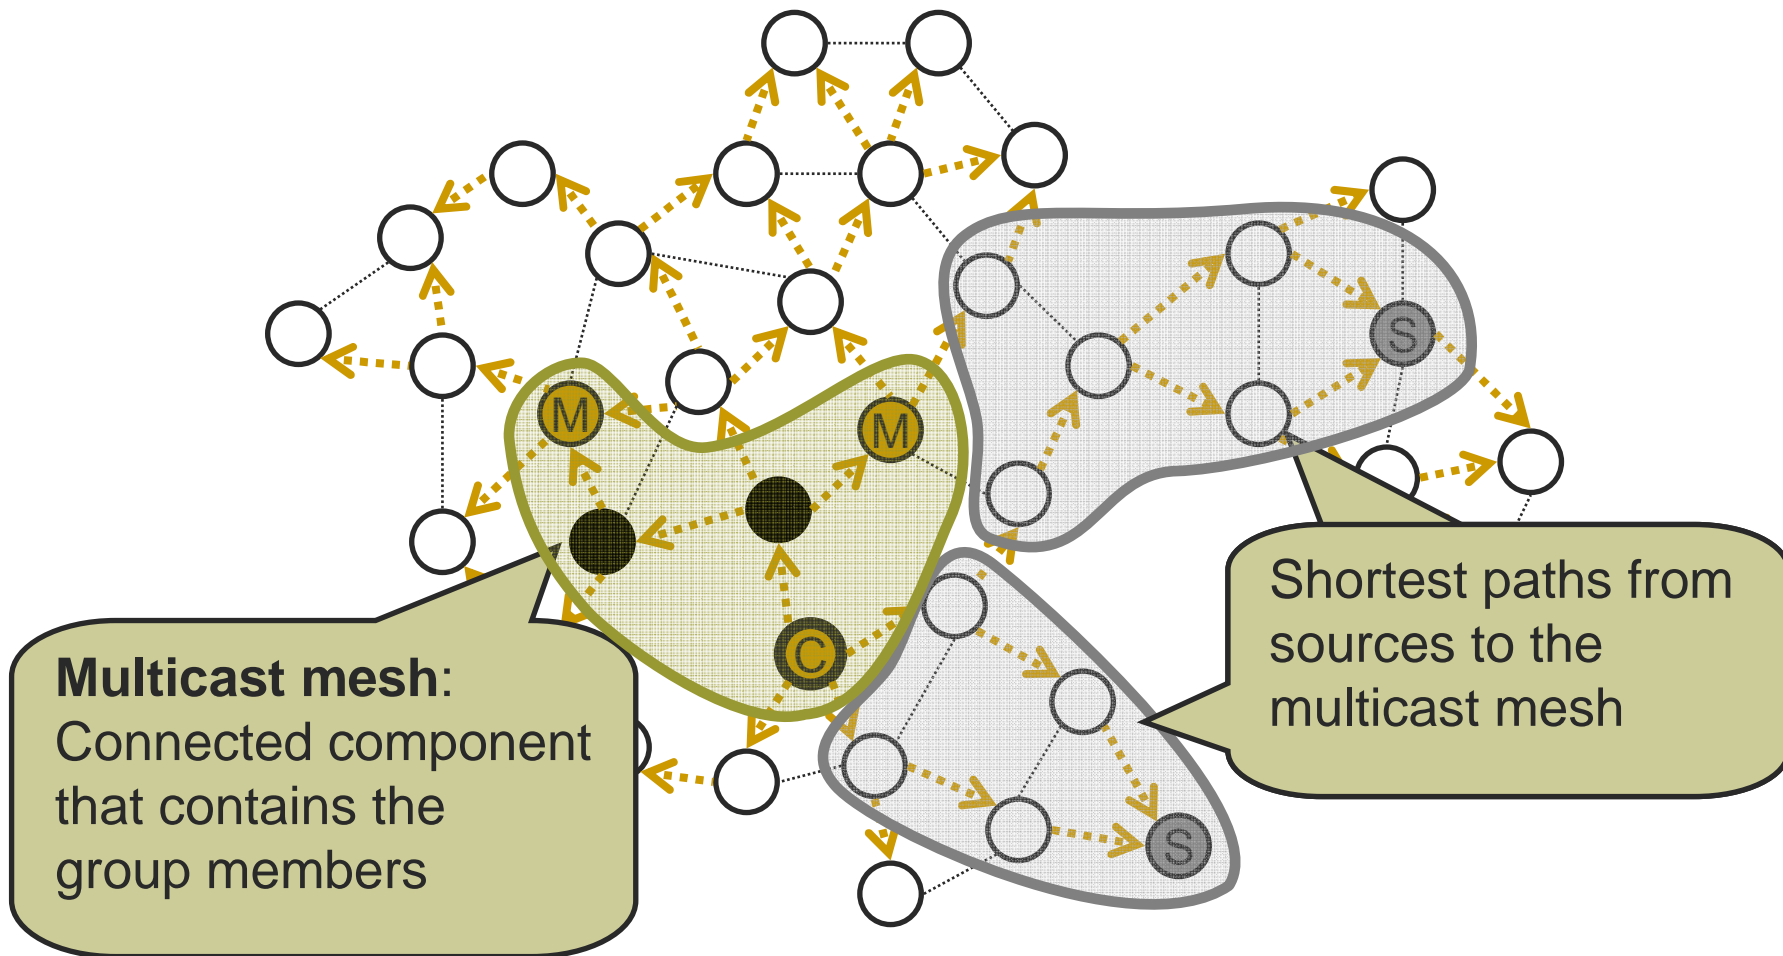 M
M
S
C
S
Multicast mesh:
Connected component
that contains the
group members
Shortest paths from
sources to the
multicast mesh